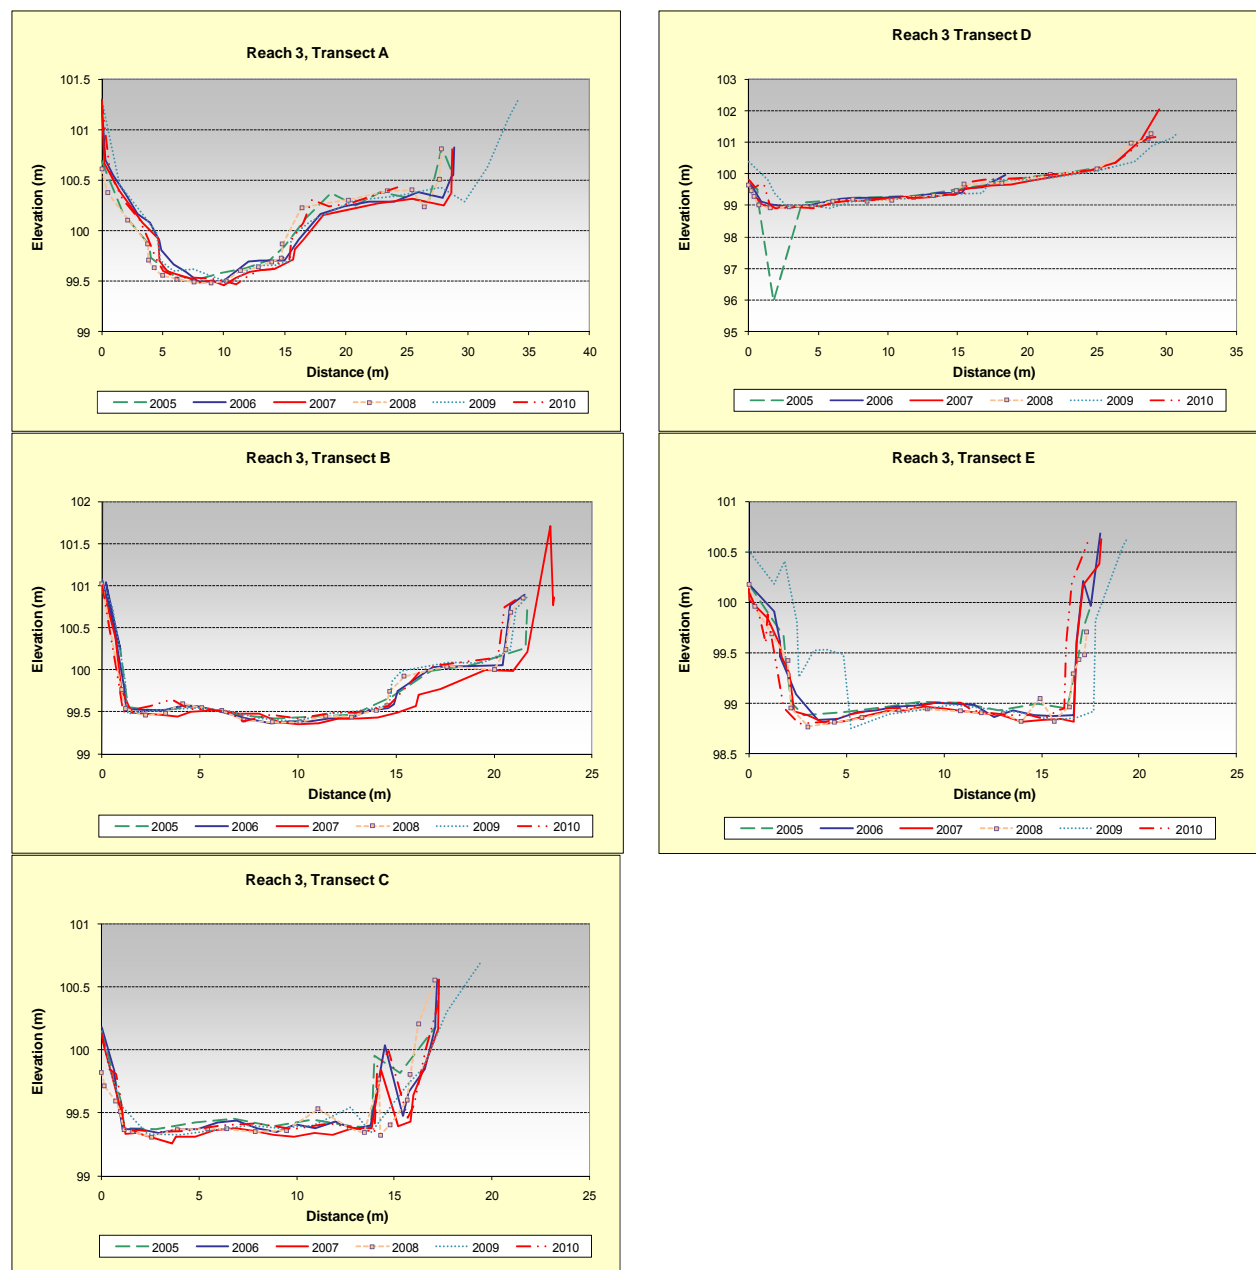 Reach 3, Transect A
Elevation (m)
101.5
101
100.5
100
99.5
99
0 5 10 15 20 25 30 35 40
Distance (m)
2005 2006 2007 2008 2009 2010
Reach 3 Transect D
Elevation (m)
103
102
101
100
99
98
97
96
95
0 5 10 15 20 25 30 35
Distance (m)
2005 2006 2007 2008 2009 2010
Reach 3, Transect B
Elevation (m)
102
101.5
101
100.5
100
99.5
99
0 5 10 15 20 25
Distance (m)
2005 2006 2007 2008 2009 2010
Reach 3, Transect E
Elevation (m)
101
100.5
100
99.5
99
98.5
0 5 10 15 20 25
Distance (m)
2005 2006 2007 2008 2009 2010
Reach 3, Transect C
Elevation (m)
101
100.5
100
99.5
99
0 5 10 15 20 25
Distance (m)
2005 2006 2007 2008 2009 2010